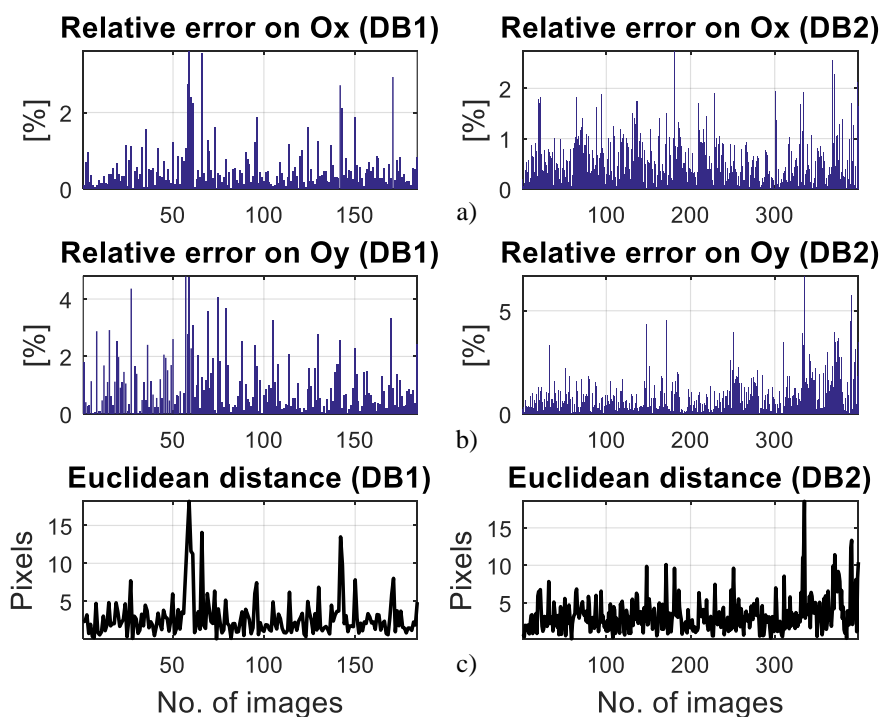 Relative error on Ox (DB1)
Relative error on Ox (DB2)
[%]
2
0
50
100
150
[%]
2
1
0
100
200
300
a)
Relative error on Oy (DB1)
Relative error on Oy (DB2)
[%]
4
2
0
50
100
150
[%]
5
0
100
200
300
b)
Euclidean distance (DB1)
Euclidean distance (DB2)
Pixels
15
10
5
50
100
150
No. of images
Pixels
15
10
5
100
200
300
No. of images
c)